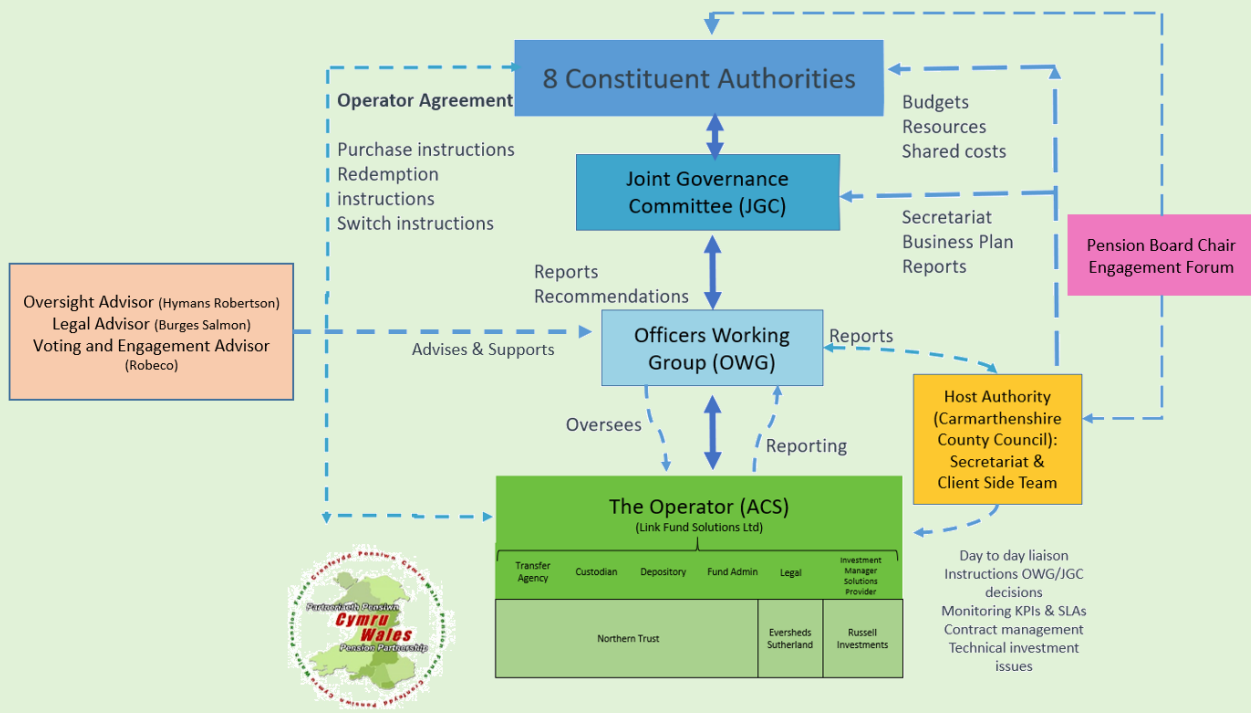 8 Constituent Authorities
Operator Agreement
Purchase instructions
Redemption
instructions
Switch instructions
Budgets
Resources
Shared costs
Joint Governance
Committee (JGC)
Secretariat
Business Plan
Reports
Pension Board Chair
Engagement Forum
Oversight Advisor (Hymans Robertson)
Legal Advisor (Burges Salmon)
Voting and Engagement Advisor
(Robeco)
Advises & Supports
Reports
Recommendations
Officers Working
Group (OWG)
Reports
Host Authority
(Carmarthenshire
County Council):
Secretariat &
Client Side Team
Oversees
Reporting
The Operator (ACS)
(Link Fund Solutions Ltd)
Transfer
Agency
Custodian
Depository
Fund Admin
Legal
Investment
Manager
Solutions
Provider
Northern Trust
Eversheds
Sutherland
Russell
Investments
Day to day liaison
Instructions OWG/JGC
decisions
Monitoring KPIs & SLAs
Contract management
Technical investment
issues
Partneriaeth Pensiwn
Cymru
Wales
Pension Partnership